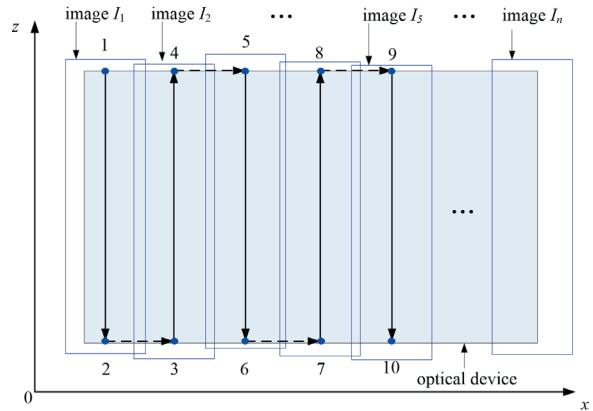 image I₁ image I₂ ••• image I₅ ••• image Iₙ
z
1 4 5 8 9
•••
2 3 6 7 10
optical device
0
x